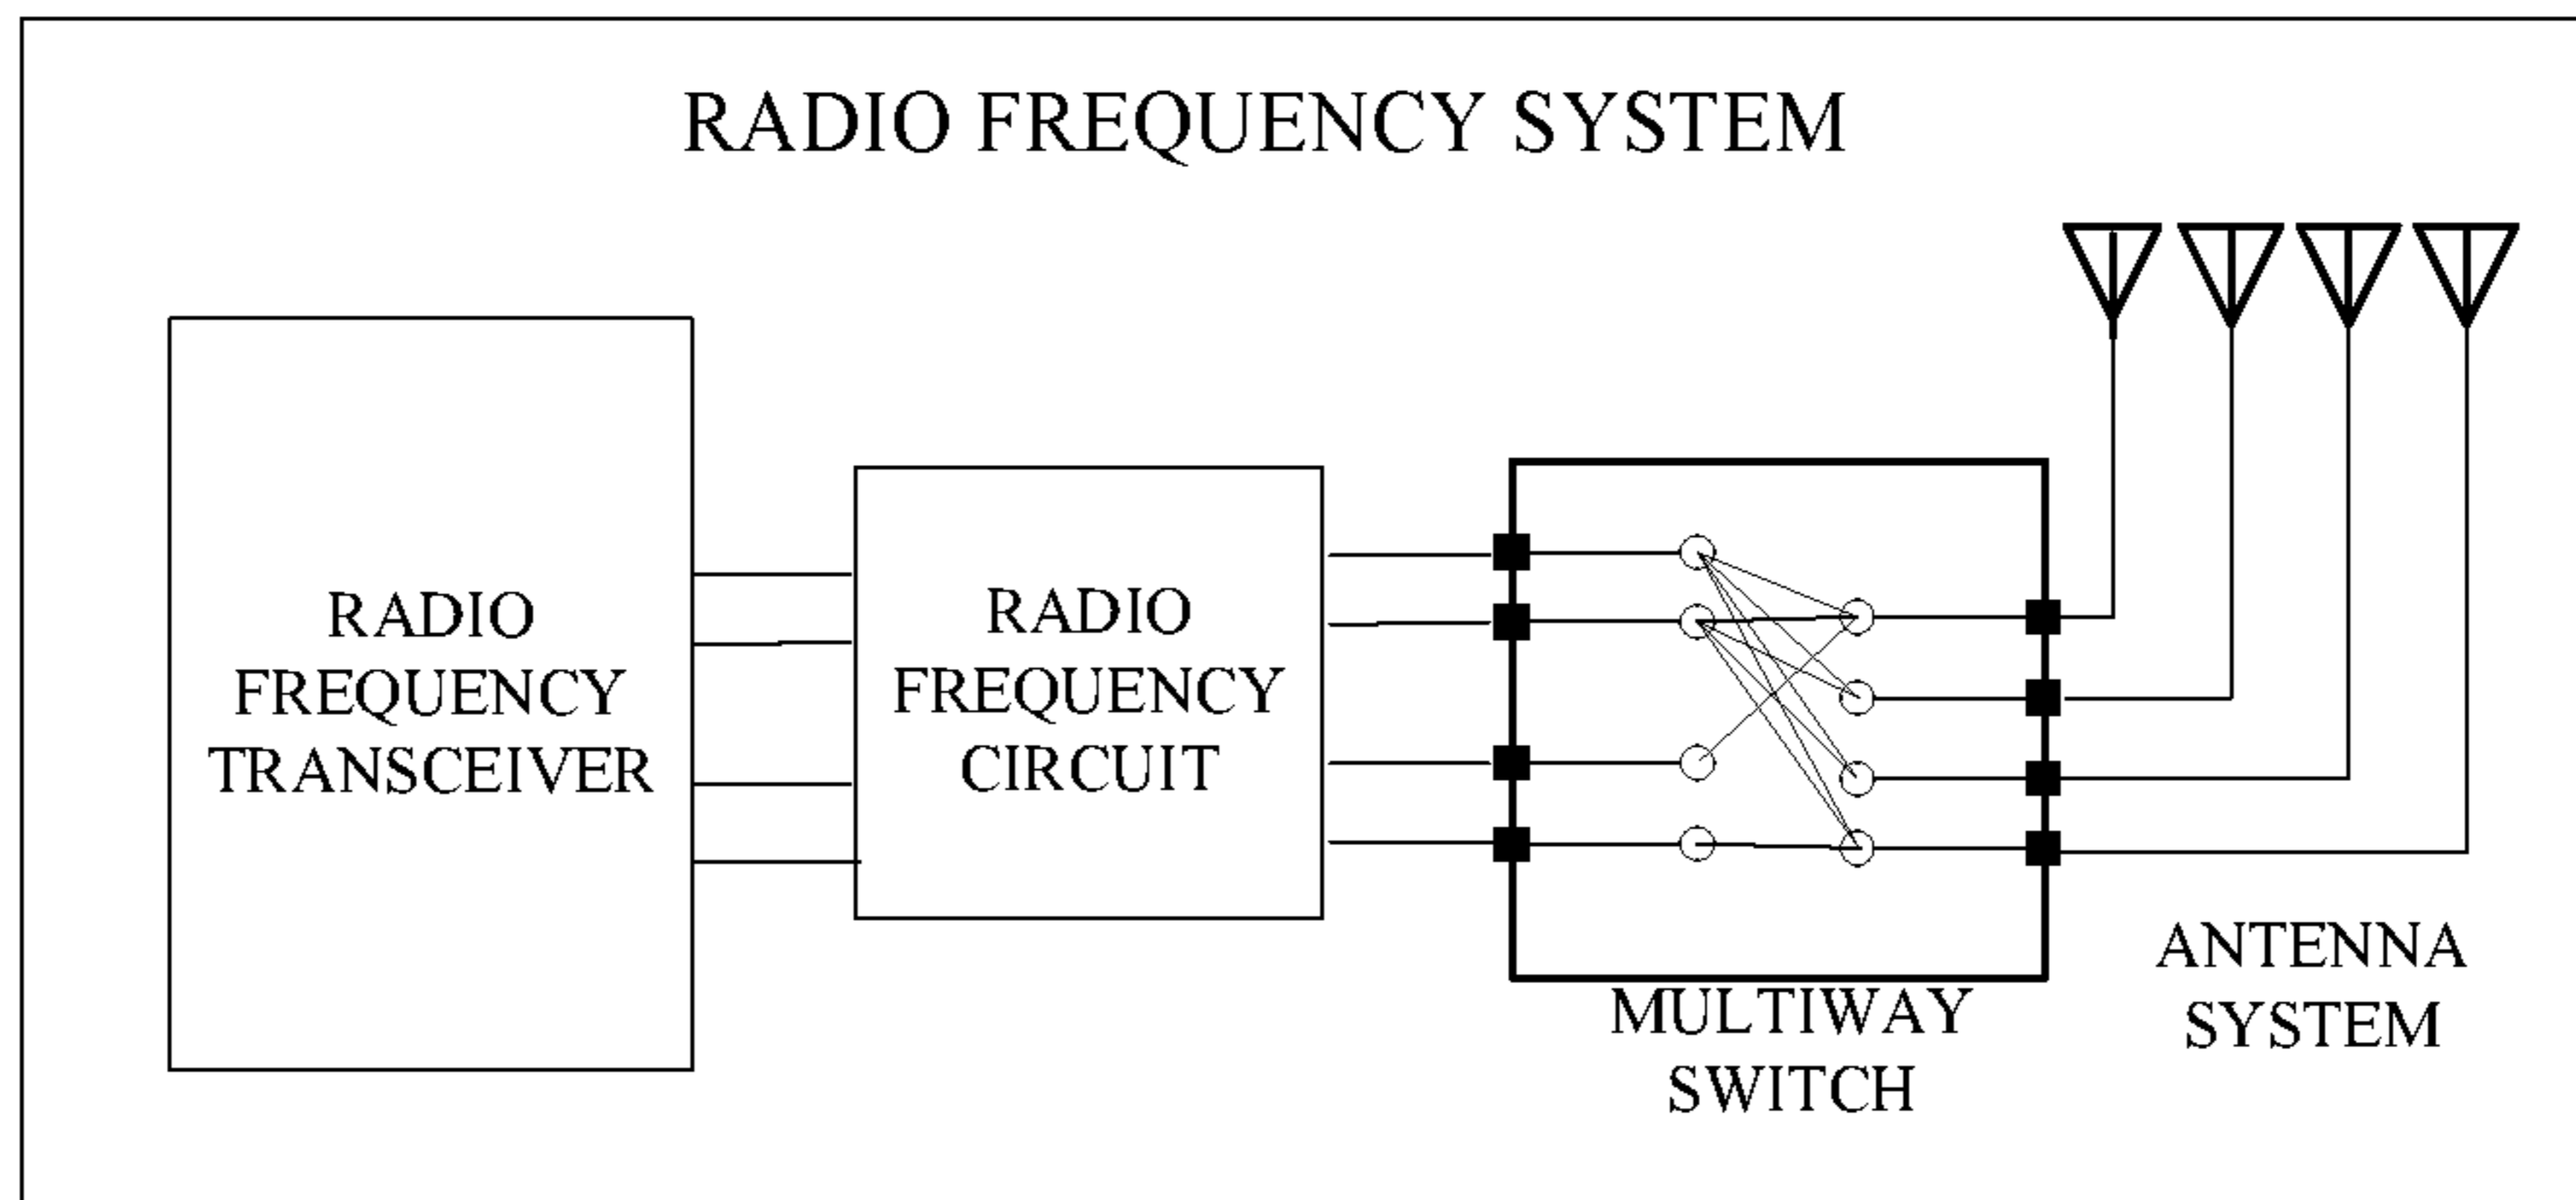 RADIO FREQUENCY SYSTEM
RADIO
FREQUENCY
TRANSCEIVER
RADIO
FREQUENCY
CIRCUIT
MULTIWAY
SWITCH
ANTENNA
SYSTEM